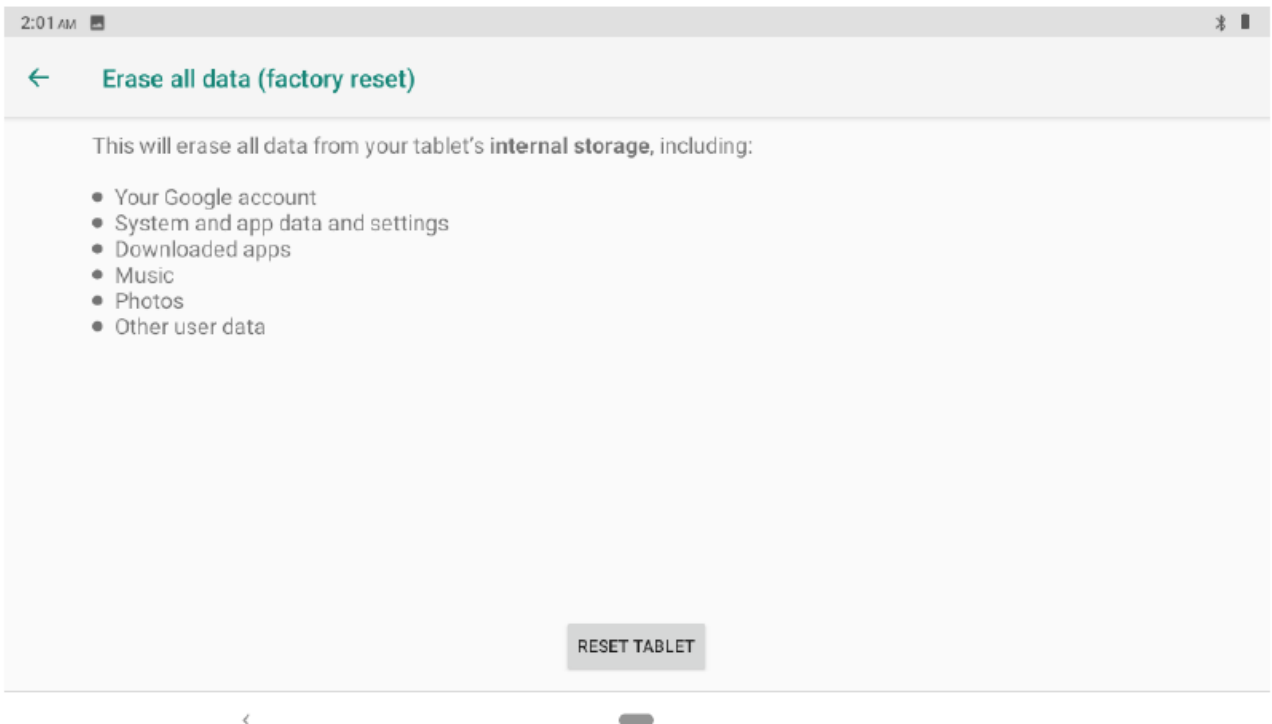 2:01 AM
Erase all data (factory reset)
This will erase all data from your tablet's internal storage, including:
● Your Google account
● System and app data and settings
● Downloaded apps
● Music
● Photos
● Other user data
RESET TABLET